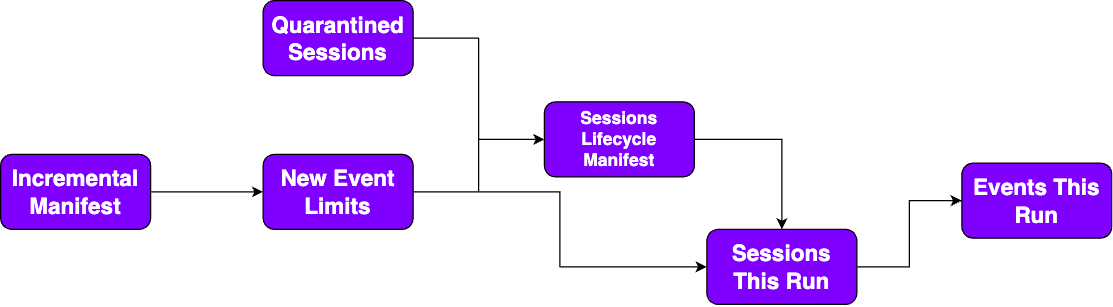 Quarantined
Sessions
Sessions
Lifecycle
Manifest
Incremental
Manifest
New Event
Limits
Events This
Run
Sessions
This Run